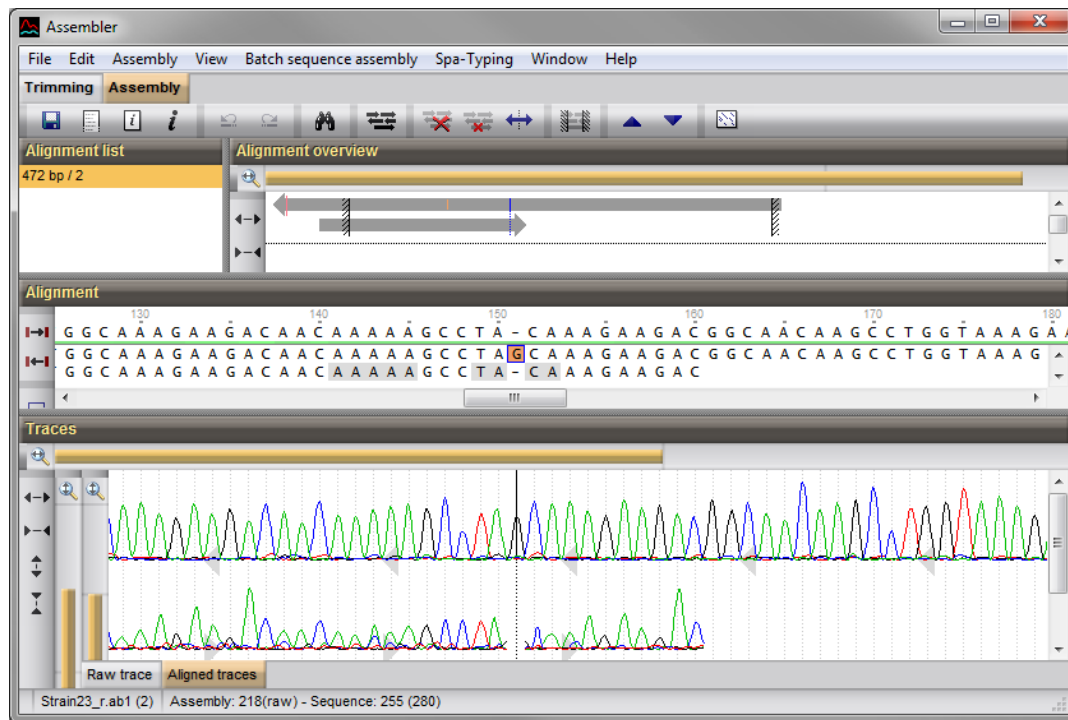 Assembler
File Edit Assembly View Batch sequence assembly Spa-Typing Window Help
Trimming Assembly
Alignment list Alignment overview
472 bp / 2
Alignment
130 140 150 160 170 180
G G C A A A G A A G A C A A C A A A A A G C C T A - C A A A G A A G A C G G C A A C A A G C C T G G T A A A G A A
G G C A A A G A A G A C A A C A A A A A G C C T A G C A A A G A A G A C G G C A A C A A G C C T G G T A A A G
G G C A A A G A A G A C A A C A A A A A G C C T A - C A A A G A A G A C
Traces
Raw trace Aligned traces
Strain23_r.ab1 (2) Assembly: 218(raw) - Sequence: 255 (280)